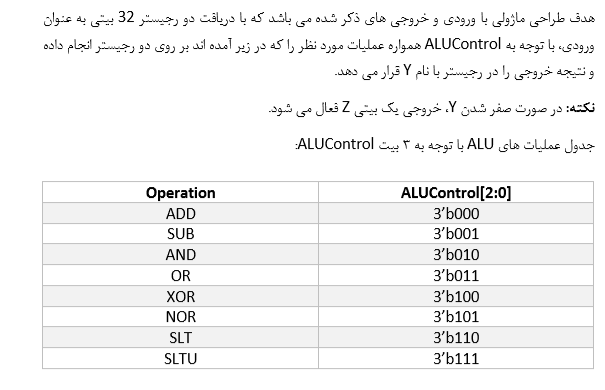 هدف طراحی ماژولی با ورودی و خروجی های ذکر شده می باشد که با دریافت دو رجیستر 32 بیتی به عنوان
ورودی، با توجه به ALUControl همواره عملیات مورد نظر را که در زیر آمده اند بر روی دو رجیستر انجام داده
و نتیجه خروجی را در رجیستر با نام Y قرار می دهد.
نکته: در صورت صفر شدن Y، خروجی یک بیتی Z فعال می شود.
جدول عملیات های ALU با توجه به ۳ بیت ALUControl:
Operation ALUControl[2:0]
ADD 3'b000
SUB 3'b001
AND 3'b010
OR 3'b011
XOR 3'b100
NOR 3'b101
SLT 3'b110
SLTU 3'b111